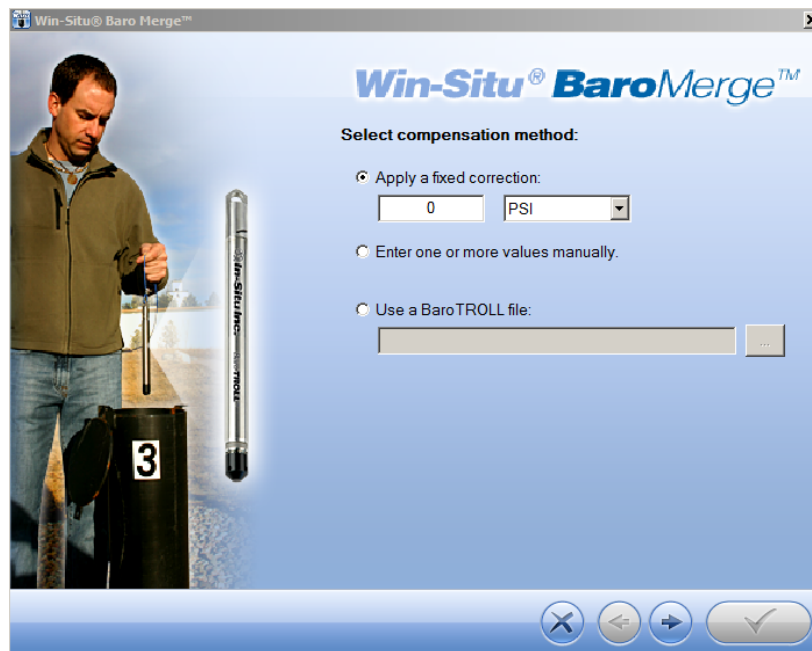 Win-Situ® Baro Merge™
Win-Situ® BaroMerge™
Select compensation method:
Apply a fixed correction:
0
PSI
Enter one or more values manually.
Use a BaroTROLL file:
...
In-Situ Inc.
BaroTROLL
3